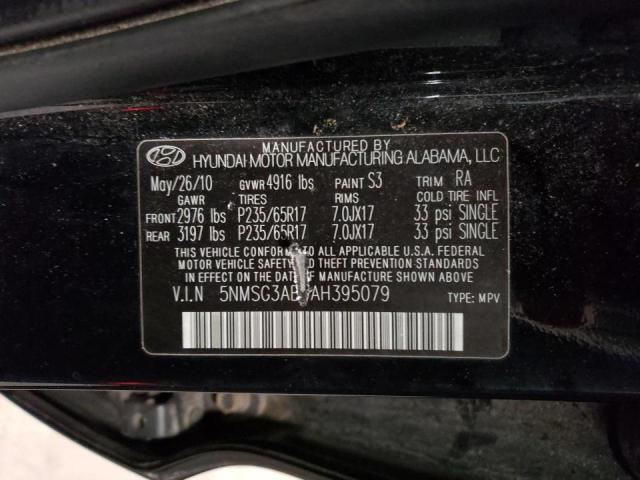 MANUFACTURED BY
HYUNDAI MOTOR MANUFACTURING ALABAMA, LLC
May/26/10 GVWR 4916 lbs PAINT S3 TRIM RA
GAWR TIRES RIMS COLD TIRE INFL
FRONT 2976 lbs P235/65R17 7.0JX17 33 psi SINGLE
REAR 3197 lbs P235/65R17 7.0JX17 33 psi SINGLE
THIS VEHICLE CONFORMS TO ALL APPLICABLE U.S.A. FEDERAL
MOTOR VEHICLE SAFETY AND THEFT PREVENTION STANDARDS
IN EFFECT ON THE DATE OF MANUFACTURE SHOWN ABOVE
V.I.N TYPE: MPV